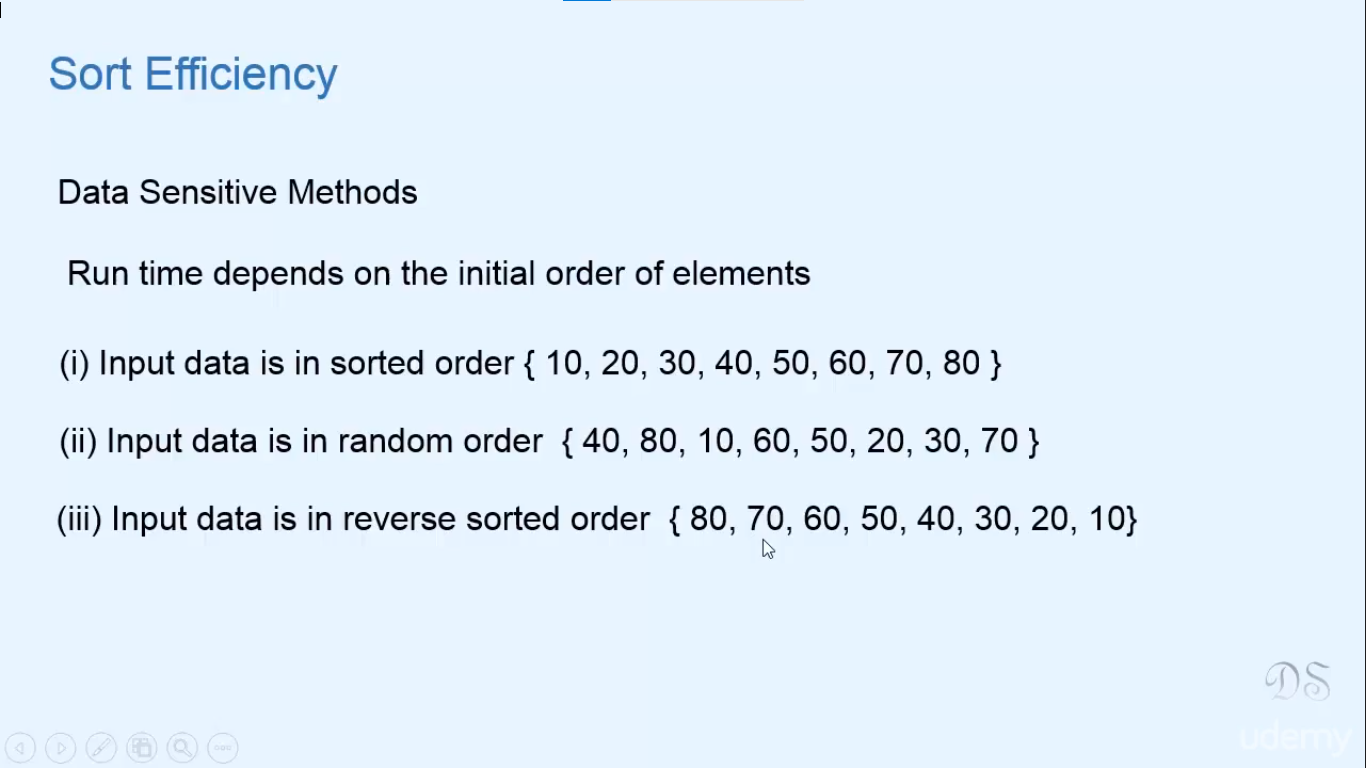 Sort Efficiency
Data Sensitive Methods
Run time depends on the initial order of elements
(i) Input data is in sorted order { 10, 20, 30, 40, 50, 60, 70, 80 }
(ii) Input data is in random order { 40, 80, 10, 60, 50, 20, 30, 70 }
(iii) Input data is in reverse sorted order { 80, 70, 60, 50, 40, 30, 20, 10}
DS
udemy